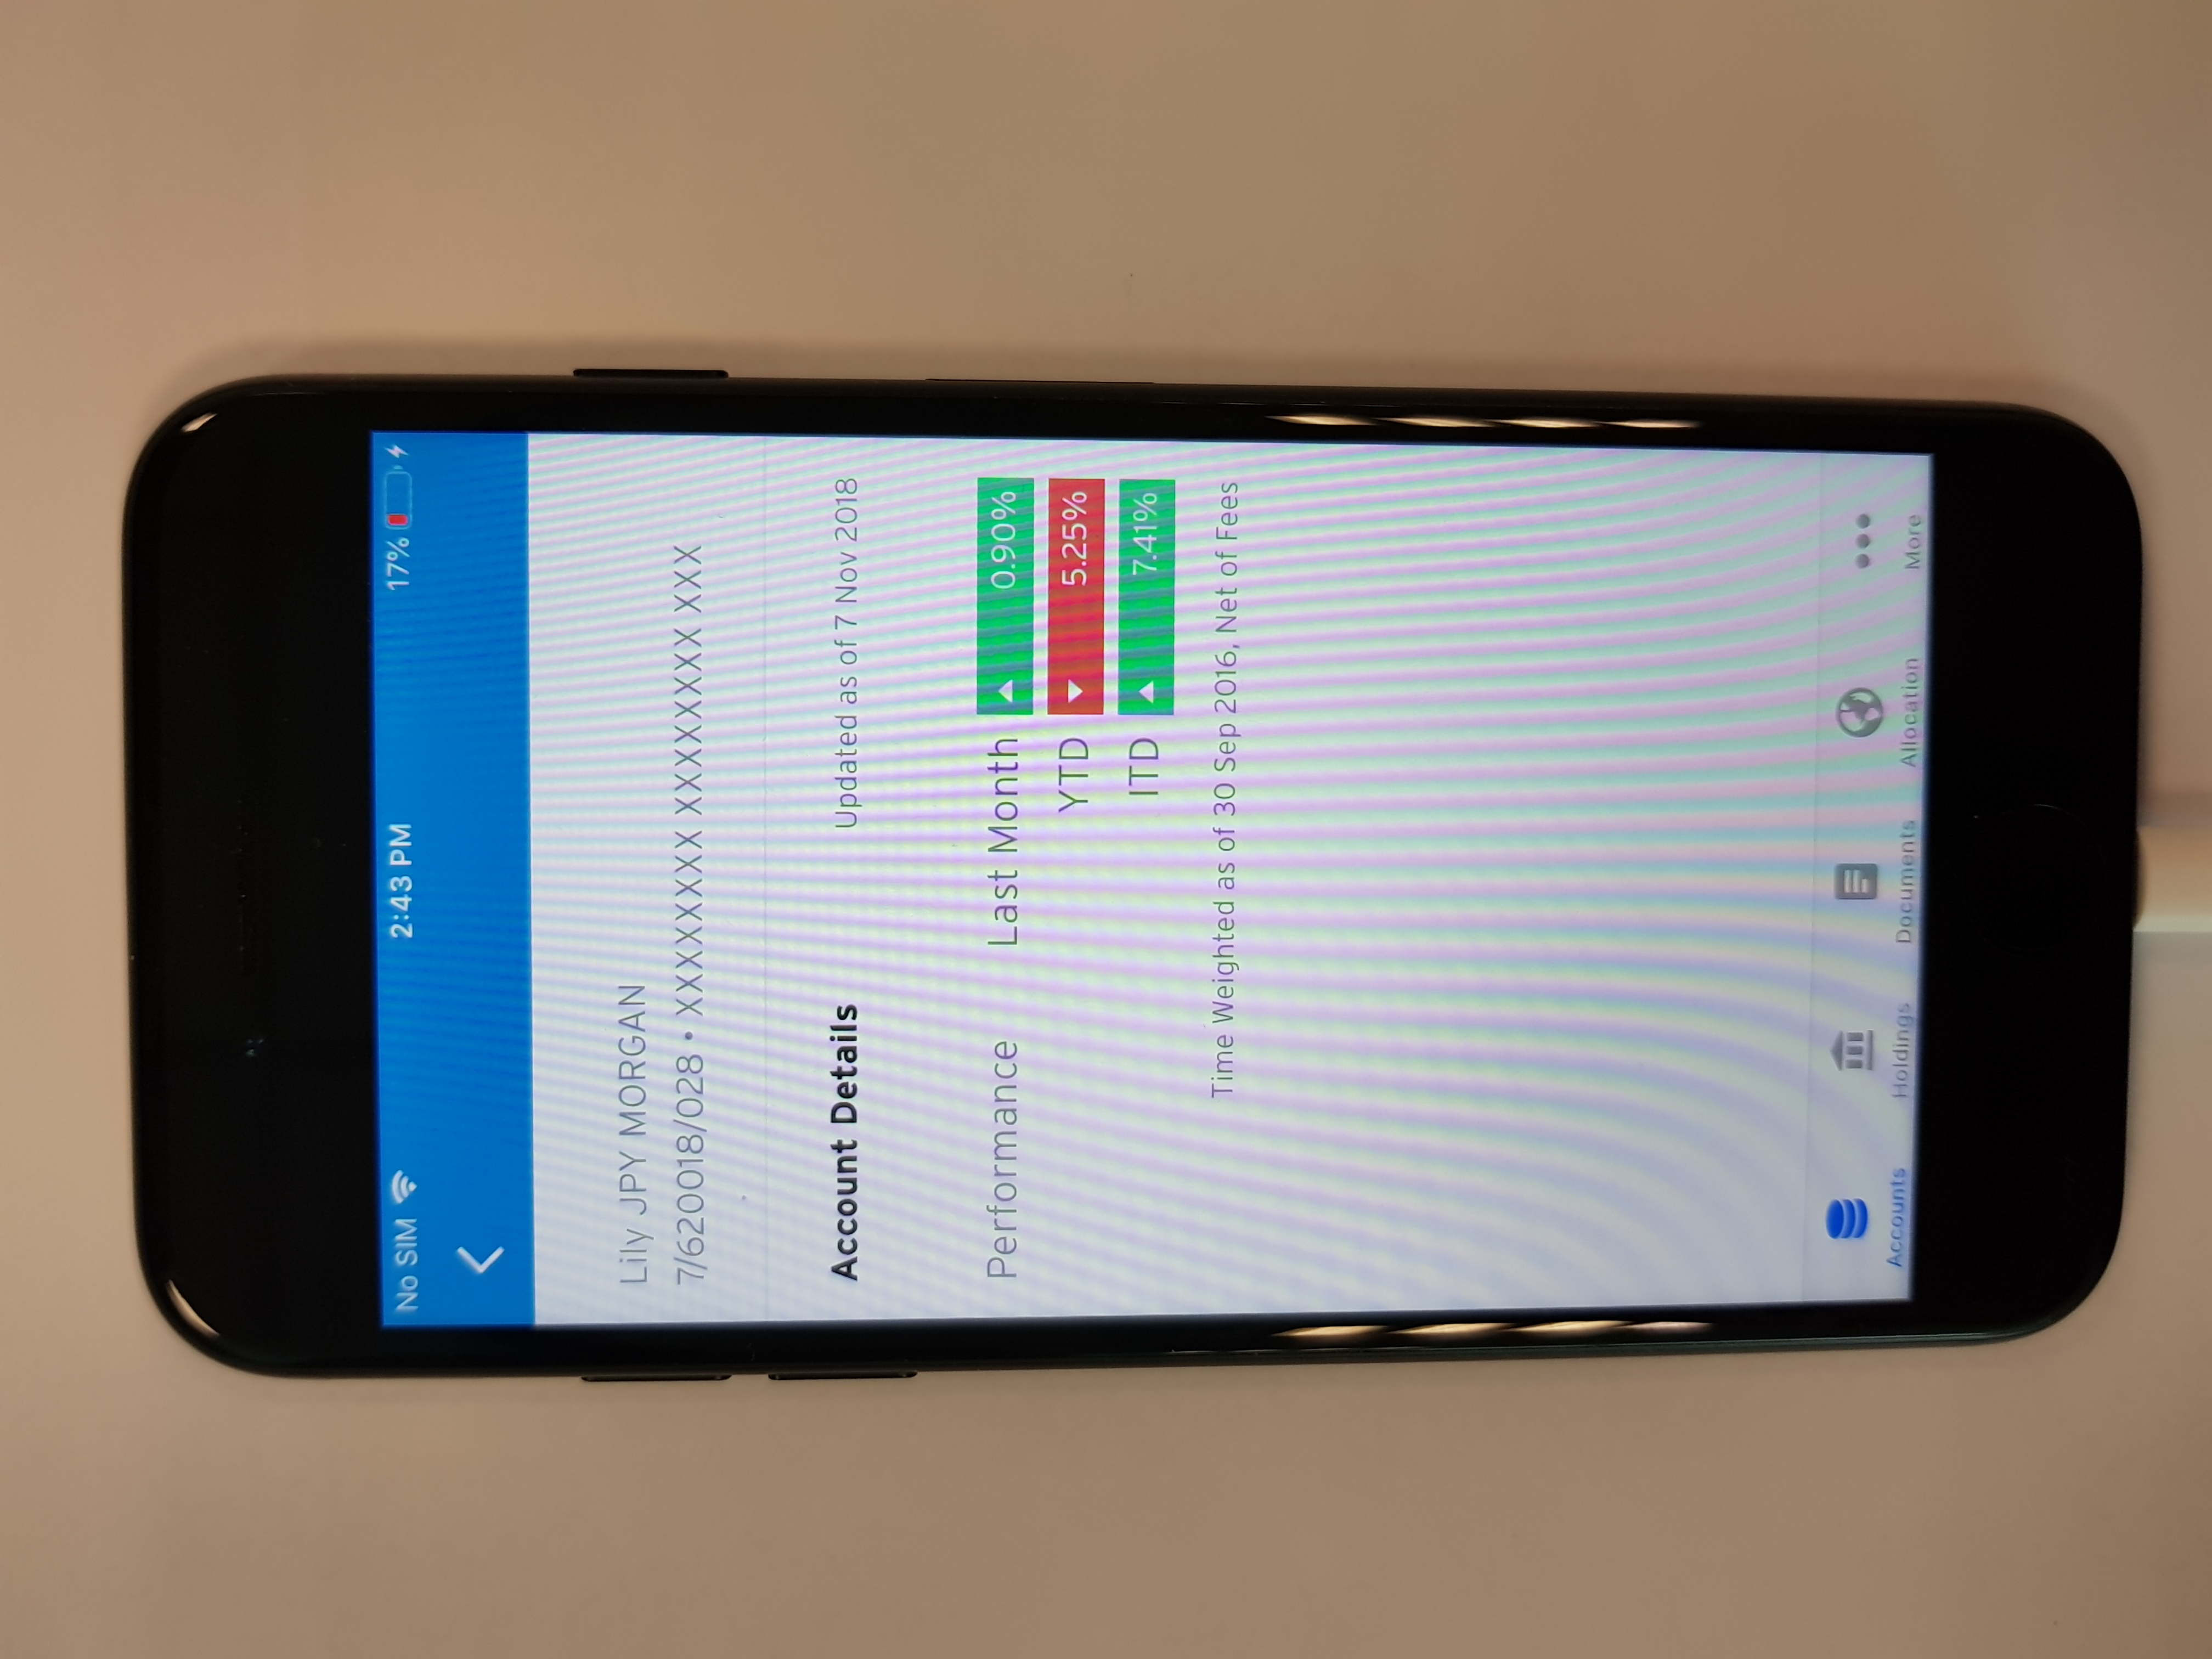 No SIM 2:43 PM 17%
Lily JPY MORGAN
7/620018/028 • XXXXXXXX XXXXXXXX XXX
Account Details Updated as of 7 Nov 2018
Performance Last Month 0.90%
YTD 5.25%
ITD 7.41%
Time Weighted as of 30 Sep 2016, Net of Fees
Accounts Holdings Documents Allocation More